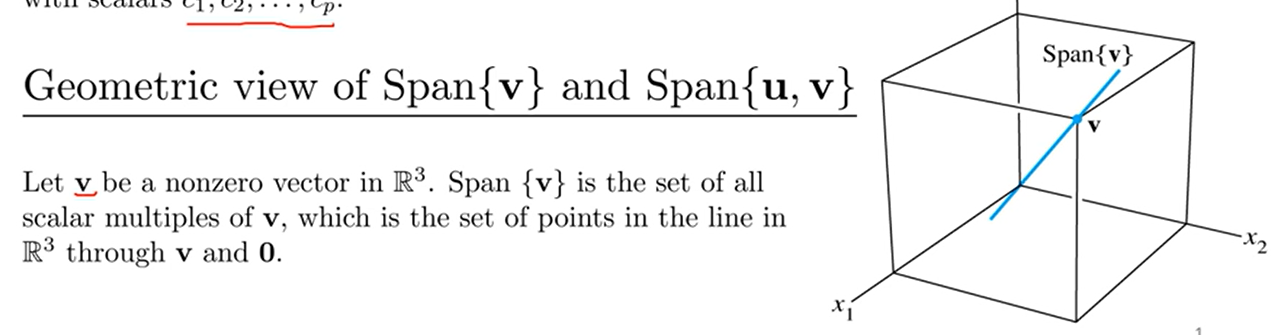 with scalars c₁, c₂, . . . , cₚ.
Geometric view of Span{v} and Span{u, v}
Let v be a nonzero vector in ℝ³. Span {v} is the set of all
scalar multiples of v, which is the set of points in the line in
ℝ³ through v and 0.
Span{v}
v
x₂
x₁
1